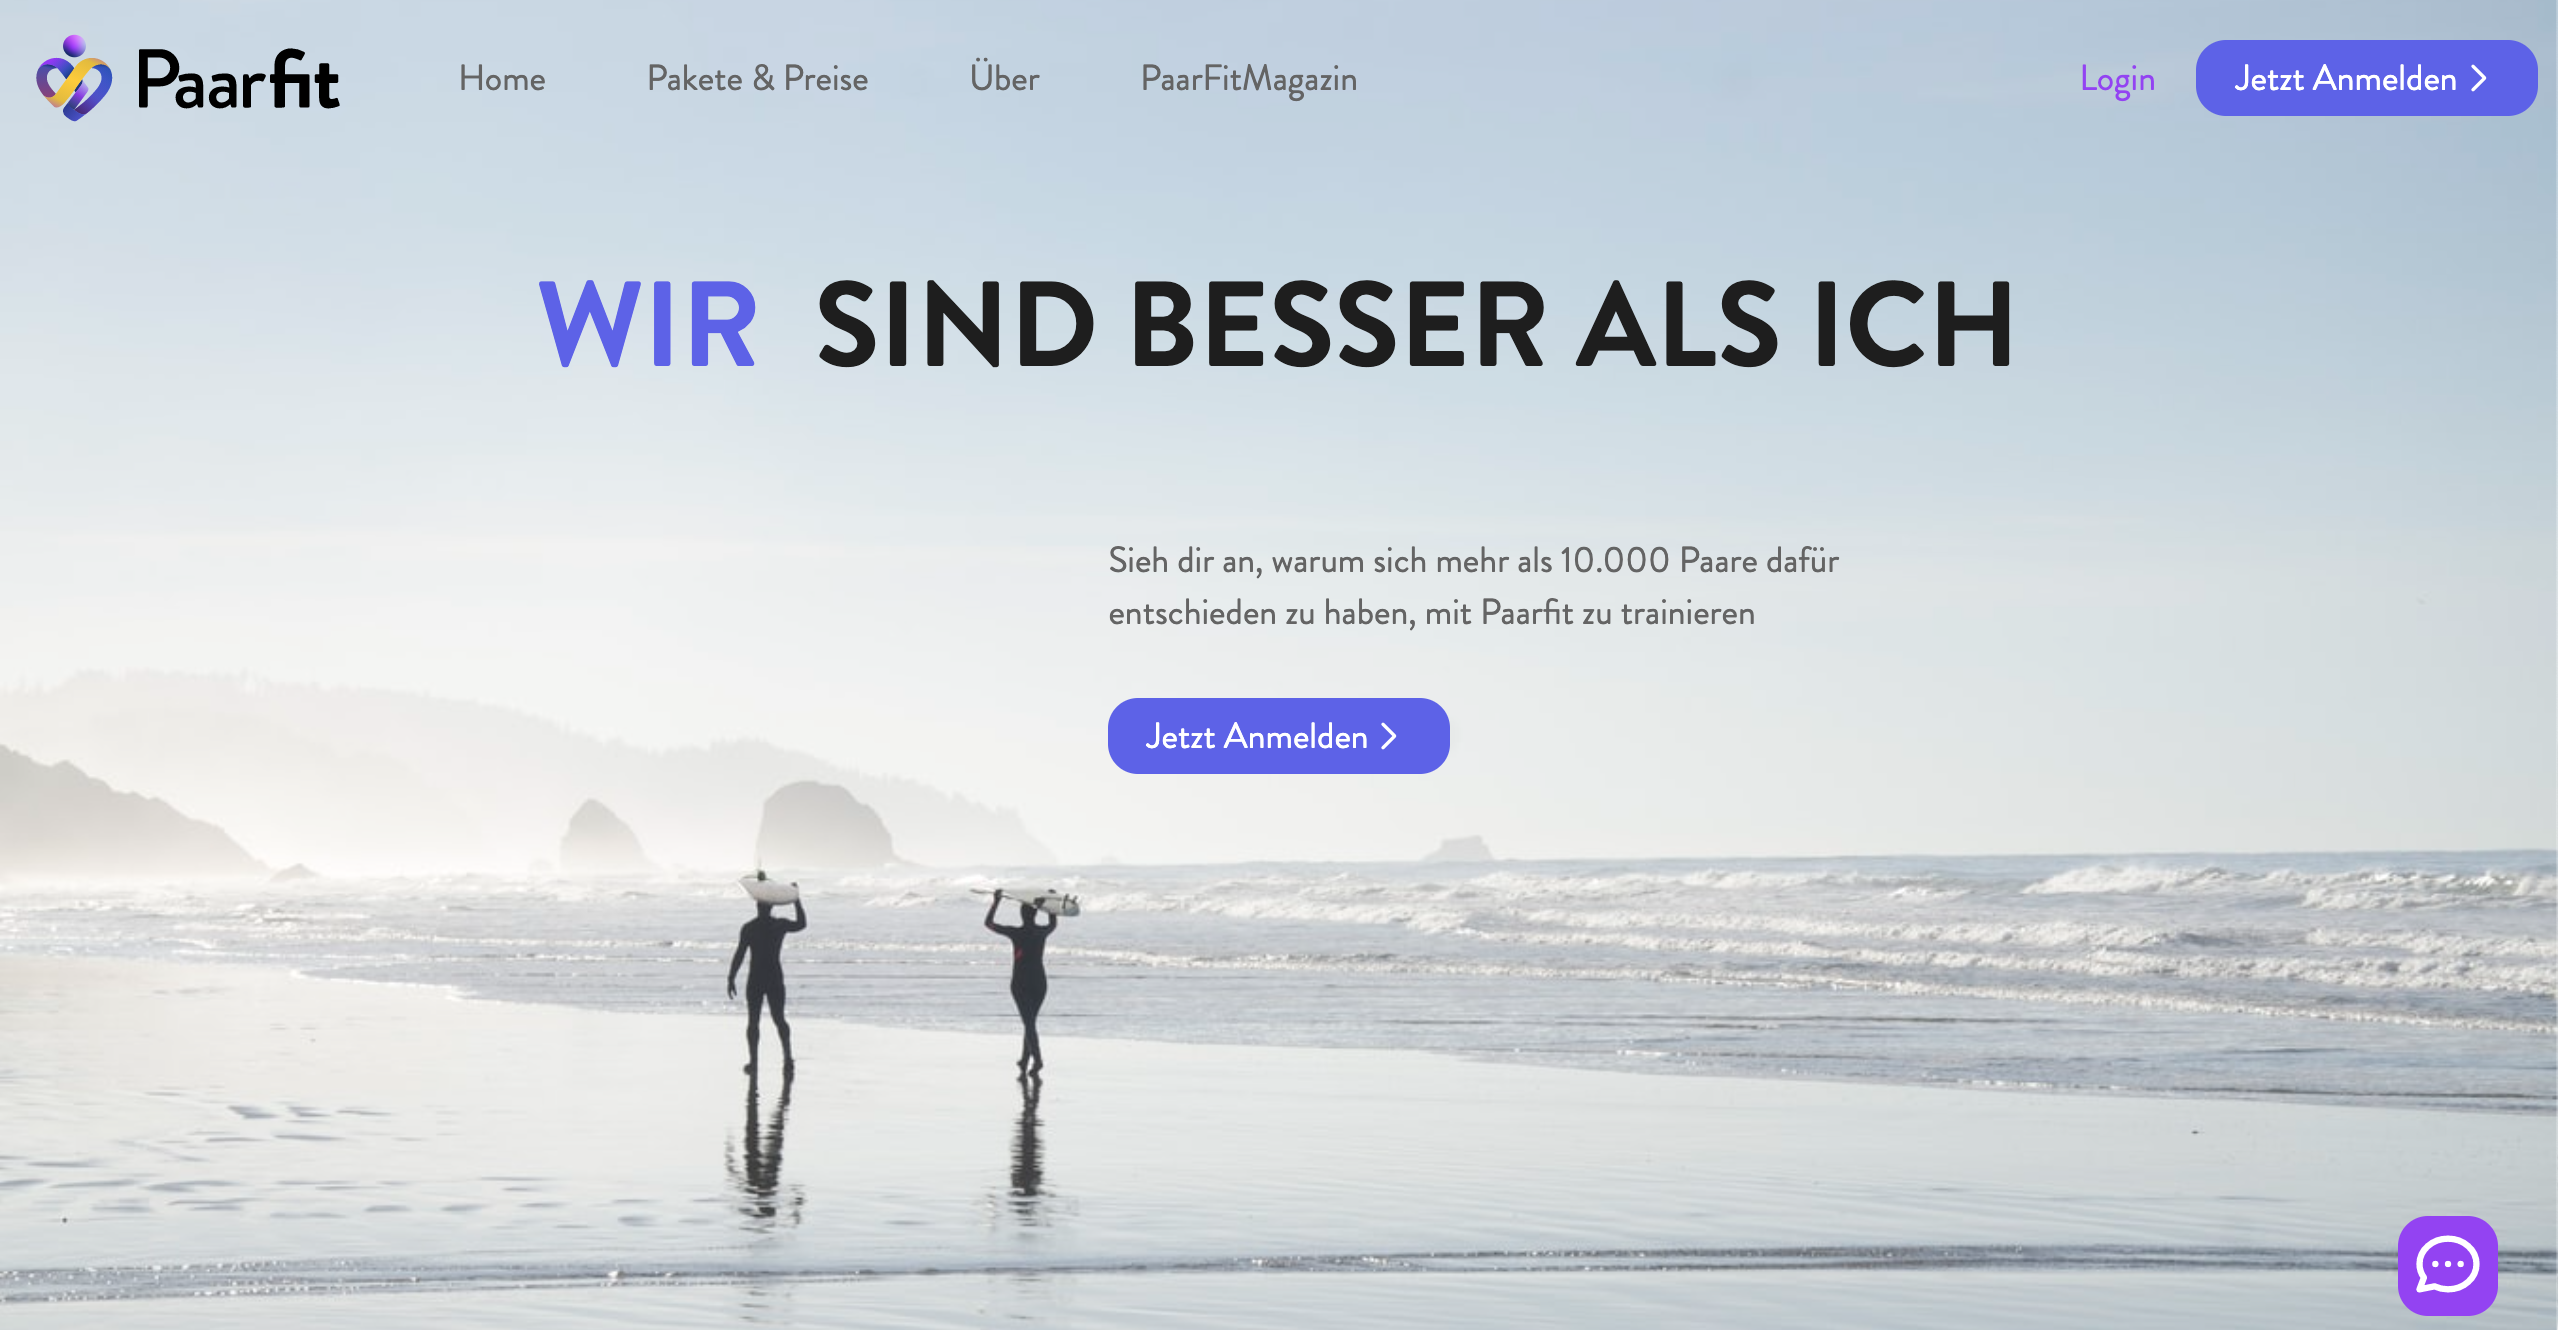 Paarfit
Home
Pakete & Preise
Über
PaarFitMagazin
Login
Jetzt Anmelden
WIR SIND BESSER ALS ICH
Sieh dir an, warum sich mehr als 10.000 Paare dafür
entschieden zu haben, mit Paarfit zu trainieren
Jetzt Anmelden